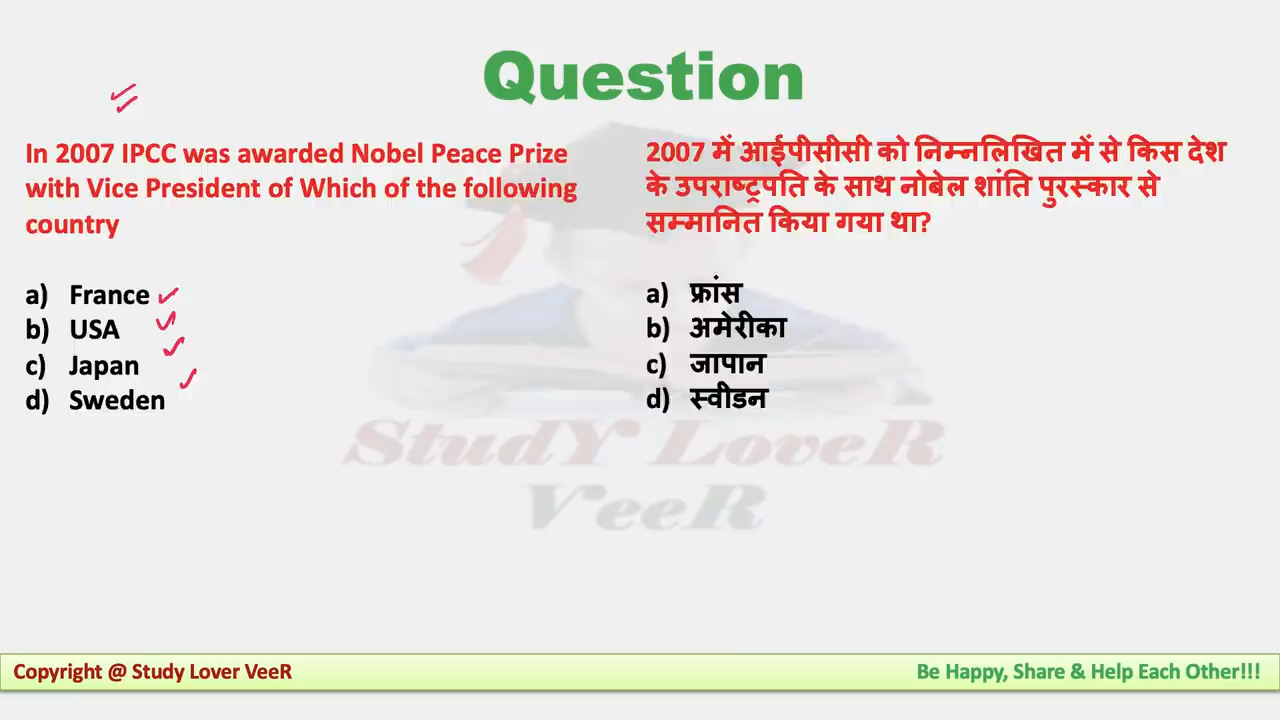 Question
In 2007 IPCC was awarded Nobel Peace Prize
with Vice President of Which of the following
country
a) France
b) USA
c) Japan
d) Sweden
2007 में आईपीसीसी को निम्नलिखित में से किस देश
के उपराष्ट्रपति के साथ नोबेल शांति पुरस्कार से
सम्मानित किया गया था?
a) फ्रांस
b) अमेरीका
c) जापान
d) स्वीडन
StudY LoveR
VeeR
Copyright @ Study Lover VeeR
Be Happy, Share & Help Each Other!!!